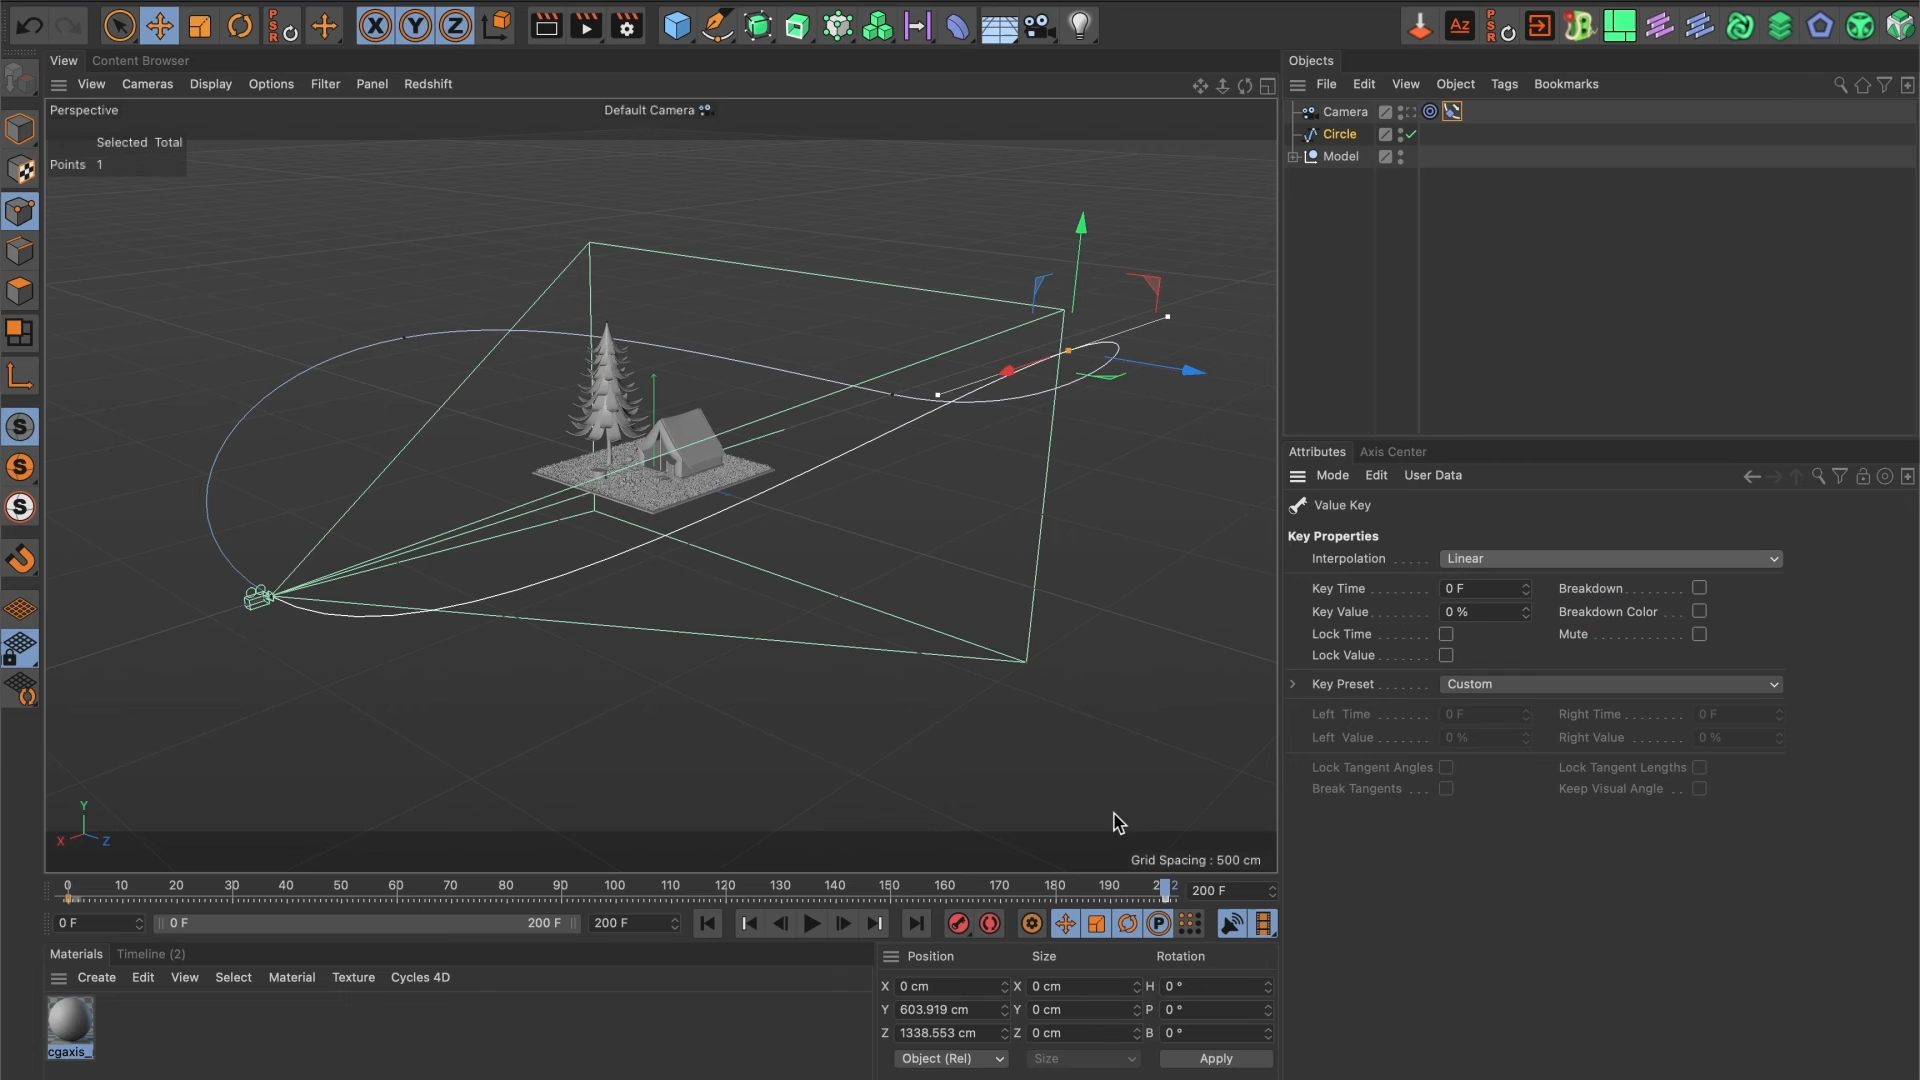 PSR
X Y Z
Az
PSR
View Content Browser
View Cameras Display Options Filter Panel Redshift
Perspective
Default Camera
Selected Total
Points 1
S
S
S
Y
X Z
Grid Spacing : 500 cm
0 10 20 30 40 50 60 70 80 90 100 110 120 130 140 150 160 170 180 190 2 2 200 F
0 F 0 F 200 F 200 F P
Materials Timeline (2)
Create Edit View Select Material Texture Cycles 4D
cgaxis_
Position Size Rotation
X 0 cm X 0 cm H 0 °
Y 603.919 cm Y 0 cm P 0 °
Z 1338.553 cm Z 0 cm B 0 °
Object (Rel) Size Apply
Objects
File Edit View Object Tags Bookmarks
Camera
Circle
Model
Attributes Axis Center
Mode Edit User Data
Value Key
Key Properties
Interpolation . . . . . Linear
Key Time . . . . . . . . 0 F Breakdown . . . . . . . .
Key Value . . . . . . . 0 % Breakdown Color . . .
Lock Time . . . . . . . Mute . . . . . . . . . . . .
Lock Value . . . . . . .
Key Preset . . . . . . . Custom
Left Time . . . . . . . 0 F Right Time . . . . . . . . 0 F
Left Value . . . . . . . 0 % Right Value . . . . . . . 0 %
Lock Tangent Angles Lock Tangent Lengths
Break Tangents . . . Keep Visual Angle . .